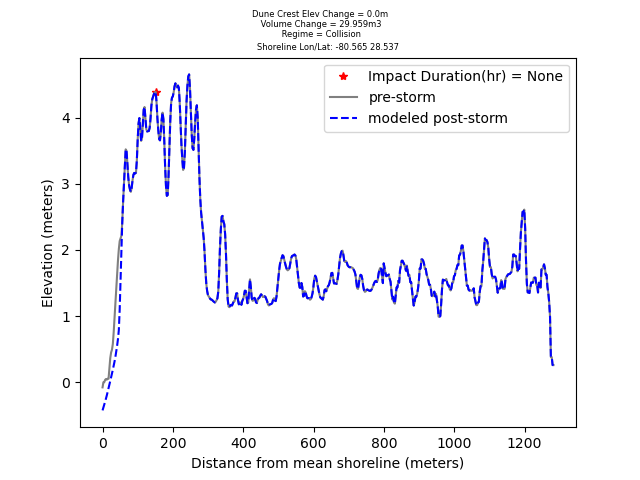 Dune Crest Elev Change = 0.0m
Volume Change = 29.959m3
Regime = Collision
Shoreline Lon/Lat: -80.565 28.537
Impact Duration(hr) = None
pre-storm
modeled post-storm
Elevation (meters)
4
3
2
1
0
0 200 400 600 800 1000 1200
Distance from mean shoreline (meters)